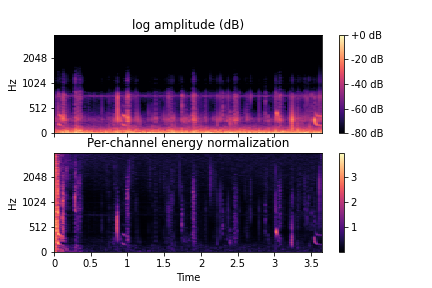 log amplitude (dB)
Hz
2048
1024
512
0
+0 dB
-20 dB
-40 dB
-60 dB
-80 dB
Per-channel energy normalization
Hz
2048
1024
512
0
3
2
1
0 0.5 1 1.5 2 2.5 3 3.5
Time